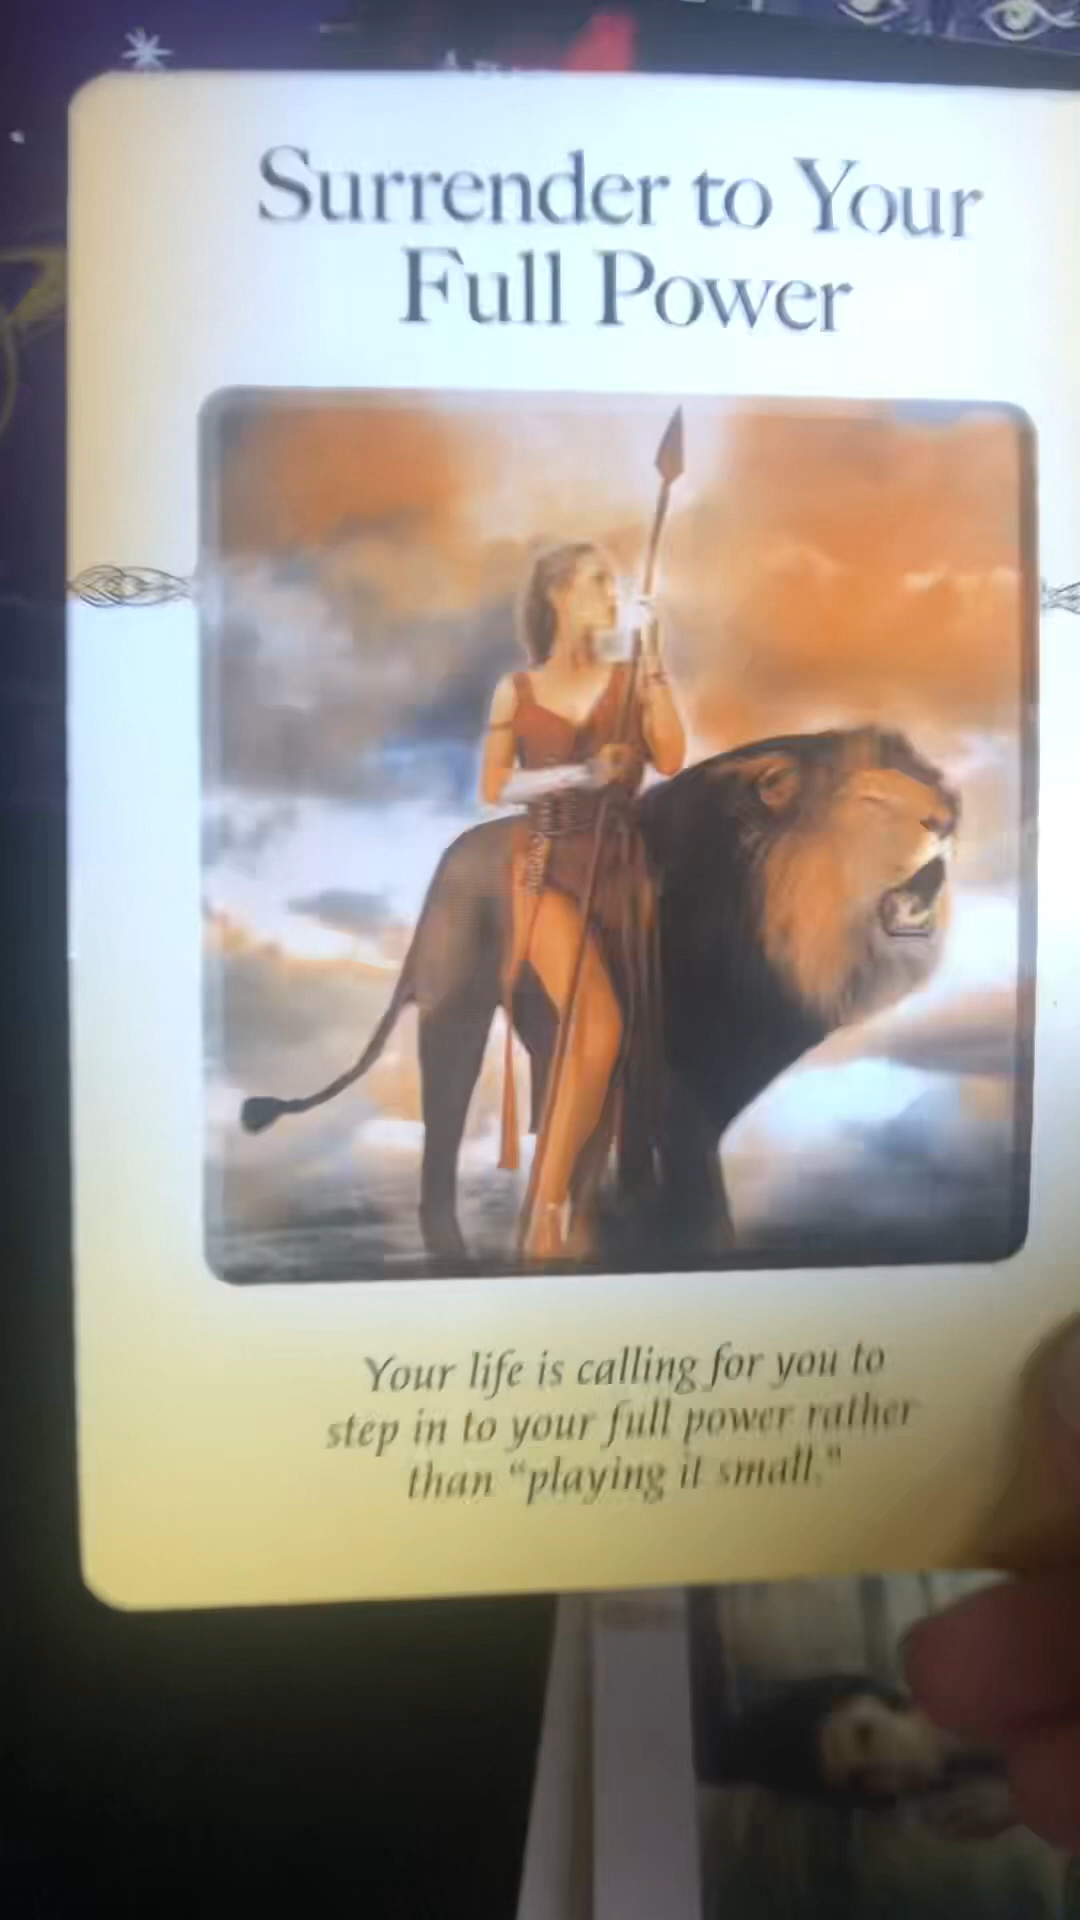 Surrender to Your
Full Power
Your life is calling for you to
step in to your full power rather
than “playing it small.”